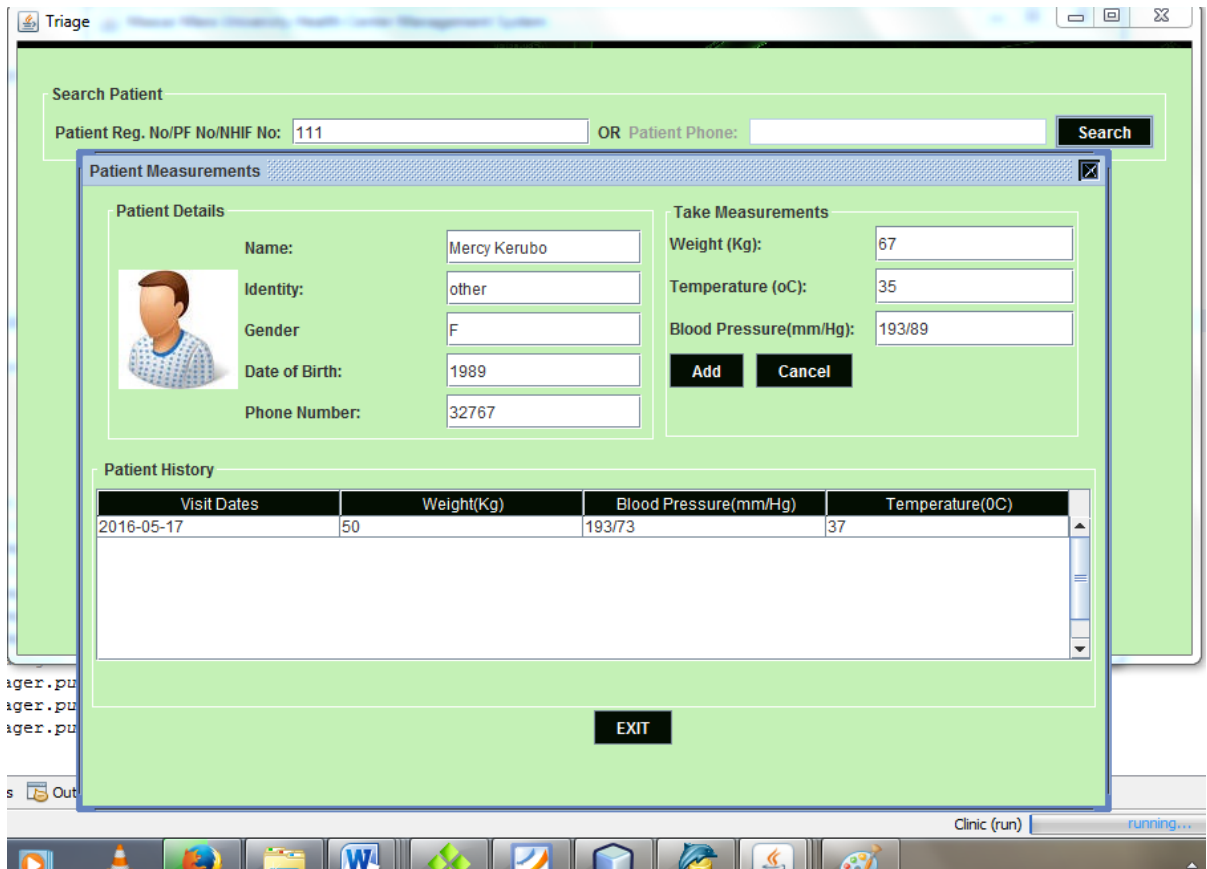 Triage
Search Patient
Patient Reg. No/PF No/NHIF No: 111 OR Patient Phone: Search
Patient Measurements
Patient Details
Name: Mercy Kerubo
Identity: other
Gender F
Date of Birth: 1989
Phone Number: 32767
Take Measurements
Weight (Kg): 67
Temperature (oC): 35
Blood Pressure(mm/Hg): 193/89
Add Cancel
Patient History
Visit Dates Weight(Kg) Blood Pressure(mm/Hg) Temperature(0C)
2016-05-17 50 193/73 37
ager.pu
ager.pu
ager.pu
EXIT
s Out
Clinic (run) running...